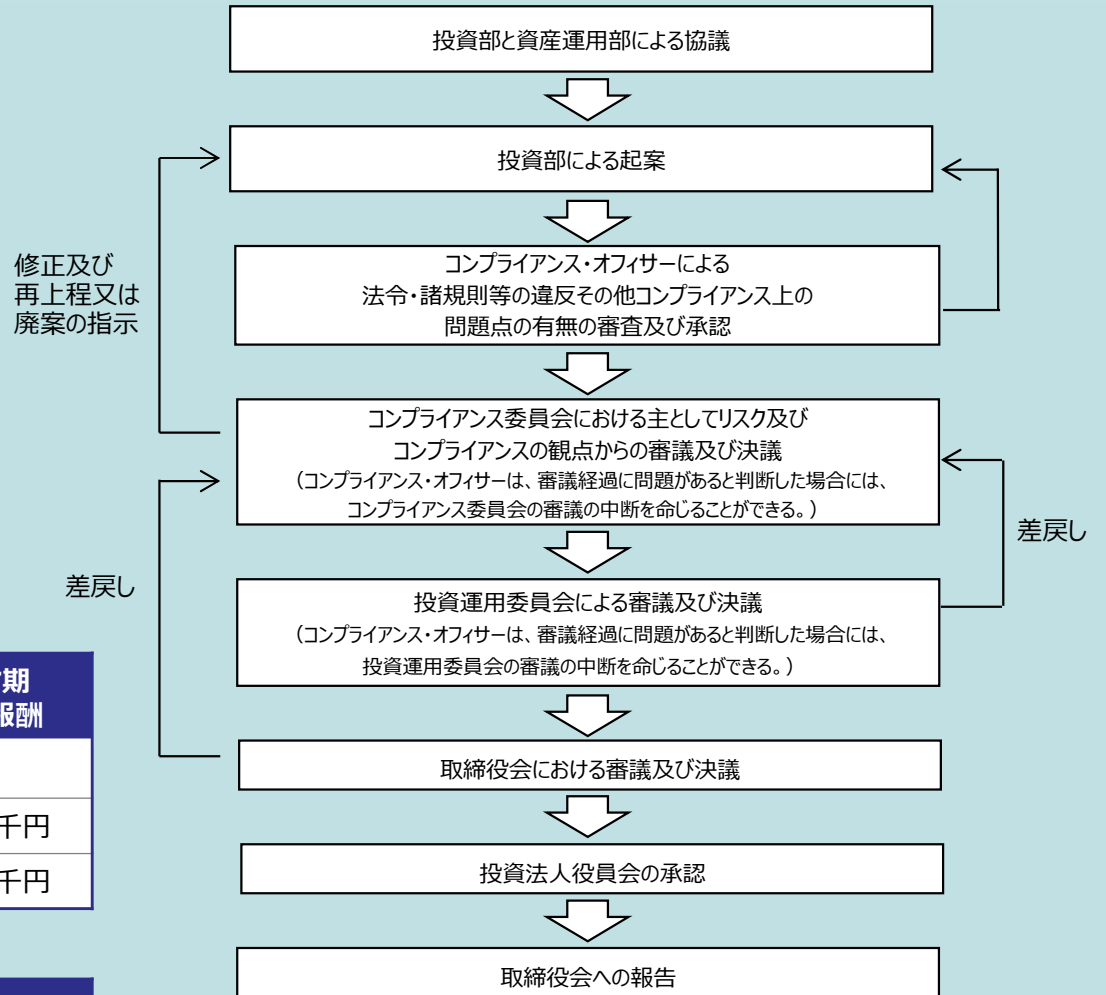 投資部と資産運用部による協議
投資部による起案
修正及び
再上程又は
廃案の指示
コンプライアンス・オフィサーによる
法令・諸規則等の違反その他コンプライアンス上の
問題点の有無の審査及び承認
コンプライアンス委員会における主としてリスク及び
コンプライアンスの観点からの審議及び決議
(コンプライアンス・オフィサーは、審議経過に問題があると判断した場合には、
コンプライアンス委員会の審議の中断を命じることができる。)
差戻し
差戻し
投資運用委員会による審議及び決議
(コンプライアンス・オフィサーは、審議経過に問題があると判断した場合には、
投資運用委員会の審議の中断を命じることができる。)
期
報酬
千円
千円
取締役会における審議及び決議
投資法人役員会の承認
取締役会への報告